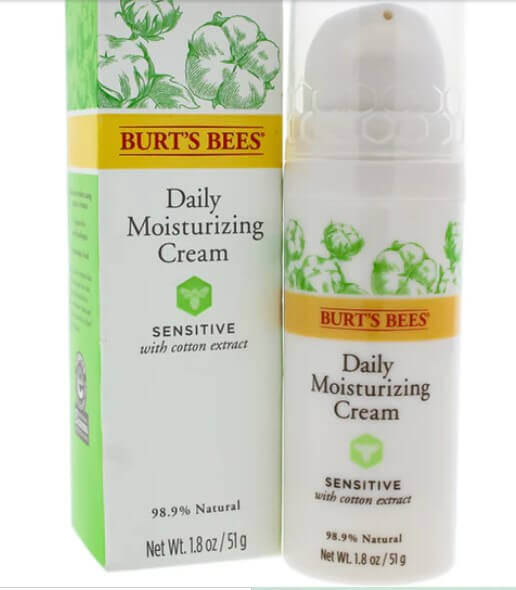 BURT'S BEES®
Daily
Moisturizing
Cream
SENSITIVE
with cotton extract
98.9% Natural
Net Wt. 1.8 oz / 51 g
BURT'S BEES®
Daily
Moisturizing
Cream
SENSITIVE
with cotton extract
98.9% Natural
Net Wt. 1.8 oz / 51 g